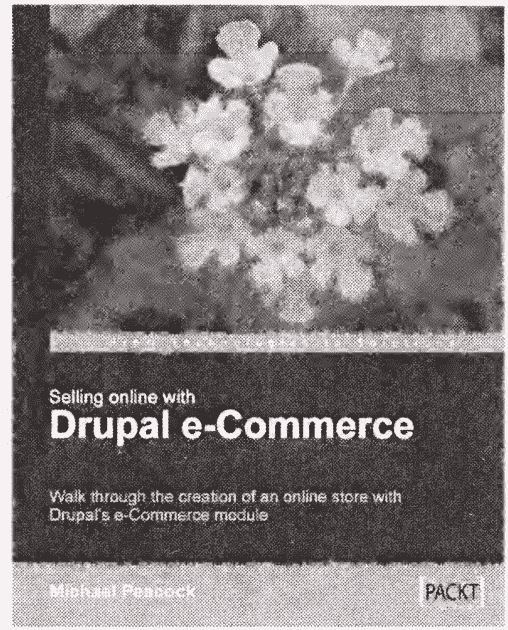 Selling online with
Drupal e-Commerce
Walk through the creation of an online store with
Drupal's e-Commerce module
Michael Peacock
PACKT